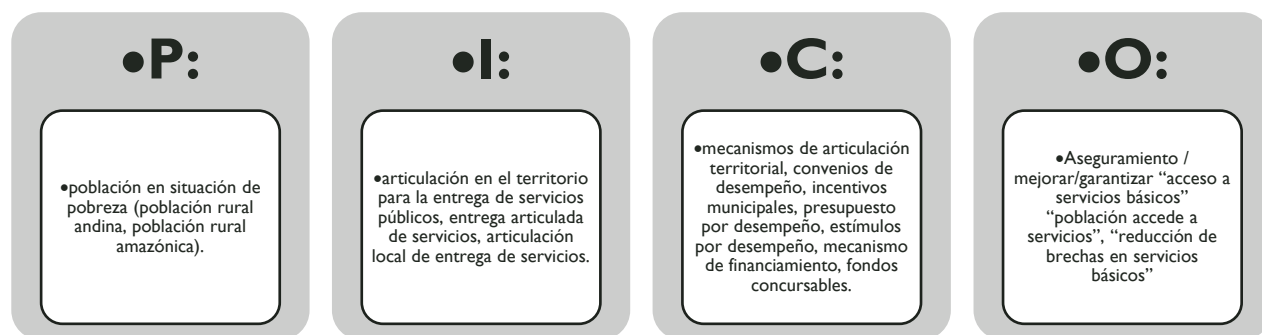 •P:
•población en situación de
pobreza (población rural
andina, población rural
amazónica).
•I:
•articulación en el territorio
para la entrega de servicios
públicos, entrega articulada
de servicios, articulación
local de entrega de servicios.
•C:
•mecanismos de articulación
territorial, convenios de
desempeño, incentivos
municipales, presupuesto
por desempeño, estímulos
por desempeño, mecanismo
de financiamiento, fondos
concursables.
•O:
•Aseguramiento /
mejorar/garantizar “acceso a
servicios básicos”
“población accede a
servicios”, “reducción de
brechas en servicios
básicos”